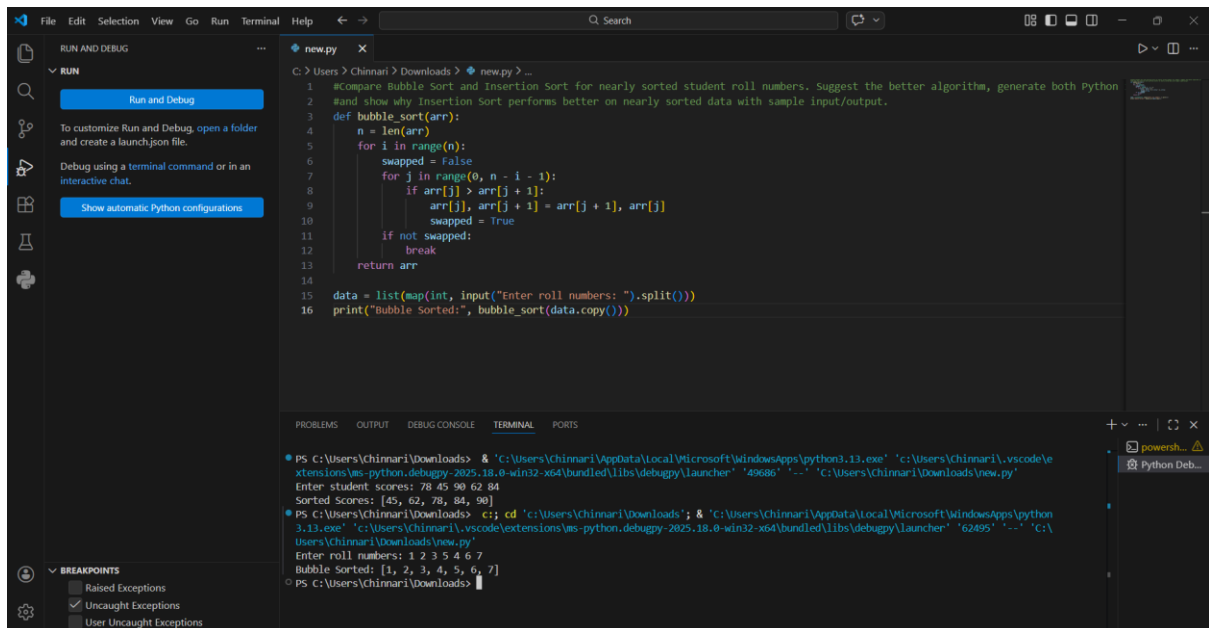 File Edit Selection View Go Run Terminal Help
Search
RUN AND DEBUG
RUN
Run and Debug
To customize Run and Debug, open a folder
and create a launch.json file.
Debug using a terminal command or in an
interactive chat.
Show automatic Python configurations
new.py
C: > Users > Chinnari > Downloads > new.py > ...
1 #Compare Bubble Sort and Insertion Sort for nearly sorted student roll numbers. Suggest the better algorithm, generate both Python
2 #and show why Insertion Sort performs better on nearly sorted data with sample input/output.
3 def bubble_sort(arr):
4 n = len(arr)
5 for i in range(n):
6 swapped = False
7 for j in range(0, n - i - 1):
8 if arr[j] > arr[j + 1]:
9 arr[j], arr[j + 1] = arr[j + 1], arr[j]
10 swapped = True
11 if not swapped:
12 break
13 return arr
14
15 data = list(map(int, input("Enter roll numbers: ").split()))
16 print("Bubble Sorted:", bubble_sort(data.copy()))
PROBLEMS OUTPUT DEBUG CONSOLE TERMINAL PORTS
PS C:\Users\Chinnari\Downloads> & 'C:\Users\Chinnari\AppData\Local\Microsoft\WindowsApps\python3.13.exe' 'c:\Users\Chinnari\.vscode\e
xtensions\ms-python.debugpy-2025.18.0-win32-x64\bundled\libs\debugpy\launcher' '49686' '--' 'C:\Users\Chinnari\Downloads\new.py'
Enter student scores: 78 45 90 62 84
Sorted Scores: [45, 62, 78, 84, 90]
PS C:\Users\Chinnari\Downloads> c:; cd 'c:\Users\Chinnari\Downloads'; & 'C:\Users\Chinnari\AppData\Local\Microsoft\WindowsApps\python
3.13.exe' 'c:\Users\Chinnari\.vscode\extensions\ms-python.debugpy-2025.18.0-win32-x64\bundled\libs\debugpy\launcher' '62495' '--' 'C:\
Users\Chinnari\Downloads\new.py'
Enter roll numbers: 1 2 3 5 4 6 7
Bubble Sorted: [1, 2, 3, 4, 5, 6, 7]
PS C:\Users\Chinnari\Downloads>
powersh...
Python Deb...
BREAKPOINTS
Raised Exceptions
Uncaught Exceptions
User Uncaught Exceptions